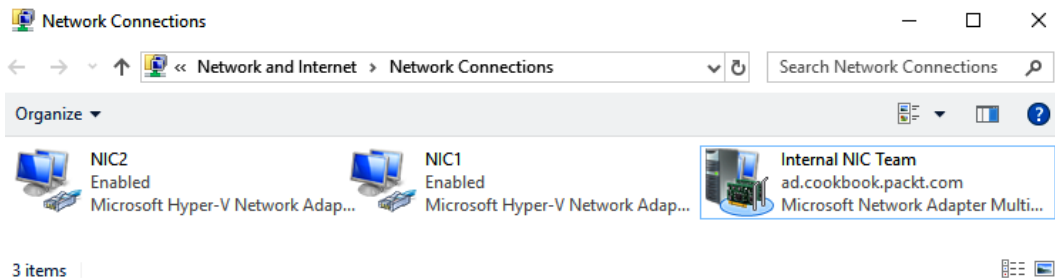 Network Connections
« Network and Internet > Network Connections
Search Network Connections
Organize
NIC2
Enabled
Microsoft Hyper-V Network Adap...
NIC1
Enabled
Microsoft Hyper-V Network Adap...
Internal NIC Team
ad.cookbook.packt.com
Microsoft Network Adapter Multi...
3 items